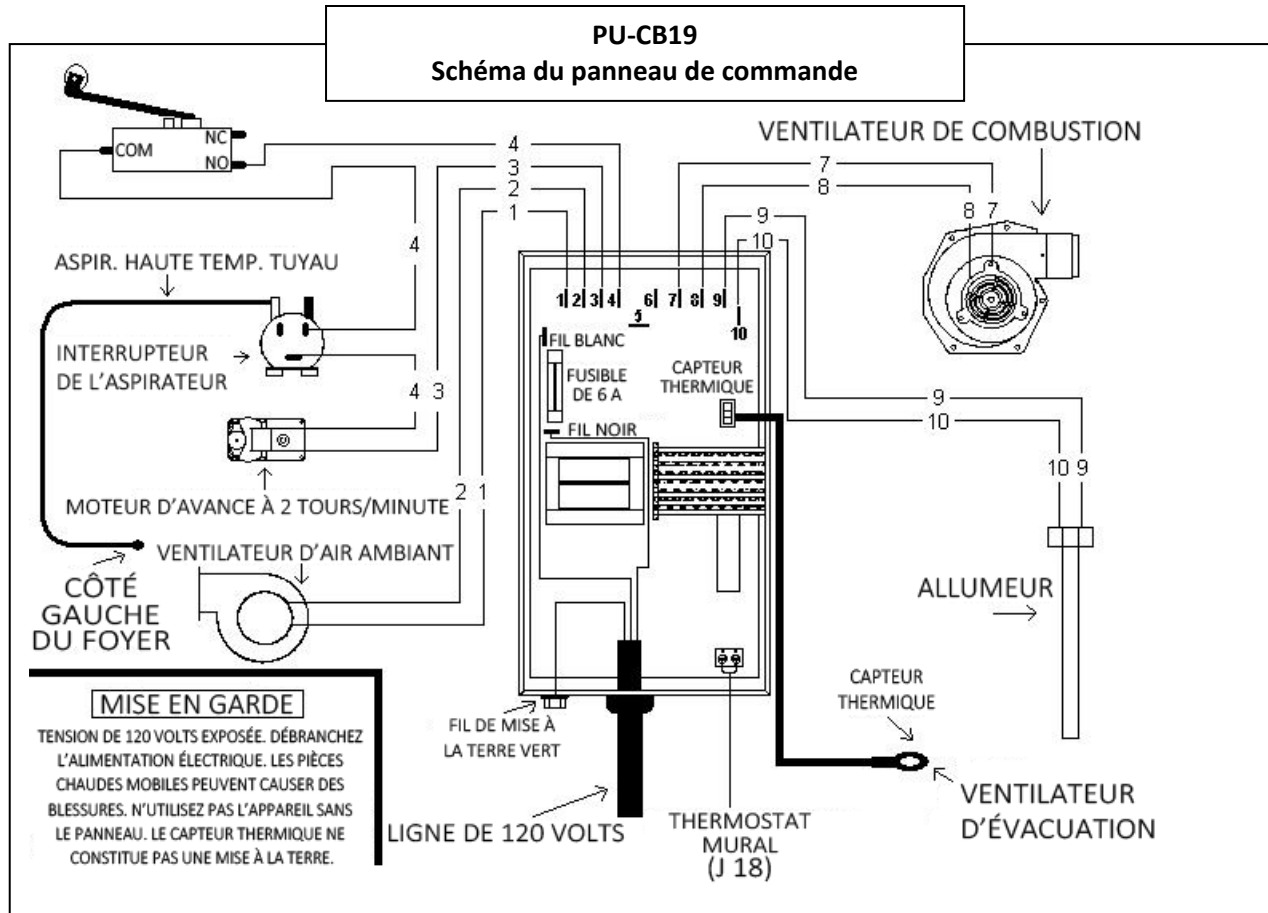 PU-CB19
Schéma du panneau de commande
NC
COM
NO
4
3
2
1
4
7
8
9
10
VENTILATEUR DE COMBUSTION
8 7
ASPIR. HAUTE TEMP. TUYAU
INTERRUPTEUR
DE L'ASPIRATEUR
4 3
1 2 3 4 5 6 7 8 9 10
FIL BLANC
FUSIBLE
DE 6 A
FIL NOIR
CAPTEUR
THERMIQUE
9
10
10 9
MOTEUR D'AVANCE À 2 TOURS/MINUTE
2 1
VENTILATEUR D'AIR AMBIANT
CÔTÉ
GAUCHE
DU FOYER
ALLUMEUR
MISE EN GARDE
TENSION DE 120 VOLTS EXPOSÉE. DÉBRANCHEZ
L'ALIMENTATION ÉLECTRIQUE. LES PIÈCES
CHAUDES MOBILES PEUVENT CAUSER DES
BLESSURES. N'UTILISEZ PAS L'APPAREIL SANS
LE PANNEAU. LE CAPTEUR THERMIQUE NE
CONSTITUE PAS UNE MISE À LA TERRE.
FIL DE MISE À
LA TERRE VERT
LIGNE DE 120 VOLTS
THERMOSTAT
MURAL
(J 18)
CAPTEUR
THERMIQUE
VENTILATEUR
D'ÉVACUATION